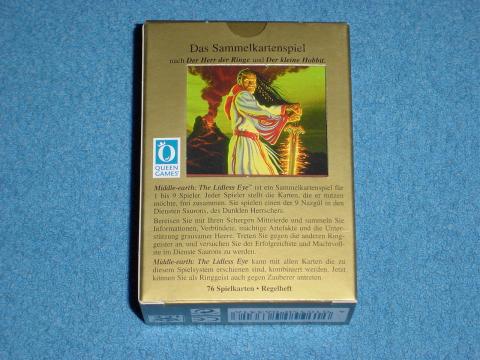 Das Sammelkartenspiel
nach Der Herr der Ringe und Der kleine Hobbit.
QUEEN
GAMES
Middle-earth: The Lidless Eye™ ist ein Sammelkartenspiel für
1 bis 9 Spieler. Jeder Spieler stellt die Karten, die er nutzen
möchte, frei zusammen. Sie spielen einen der 9 Nazgûl in den
Diensten Saurons, des Dunklen Herrschers.
Bereisen Sie mit Ihren Schergen Mittelerde und sammeln Sie
Informationen, Verbündete, mächtige Artefakte und die Unter-
stützung grausamer Heere. Treten Sie gegen die anderen Ring-
geister an, und versuchen Sie der Erfolgreichste und Machtvoll-
ste im Dienste Saurons zu werden.
Middle-earth: The Lidless Eye kann mit allen Karten die zu
diesem Spielsystem erschienen sind, kombiniert werden. Jetzt
können Sie als Ringgeist auch gegen Zauberer antreten.
76 Spielkarten • Regelheft